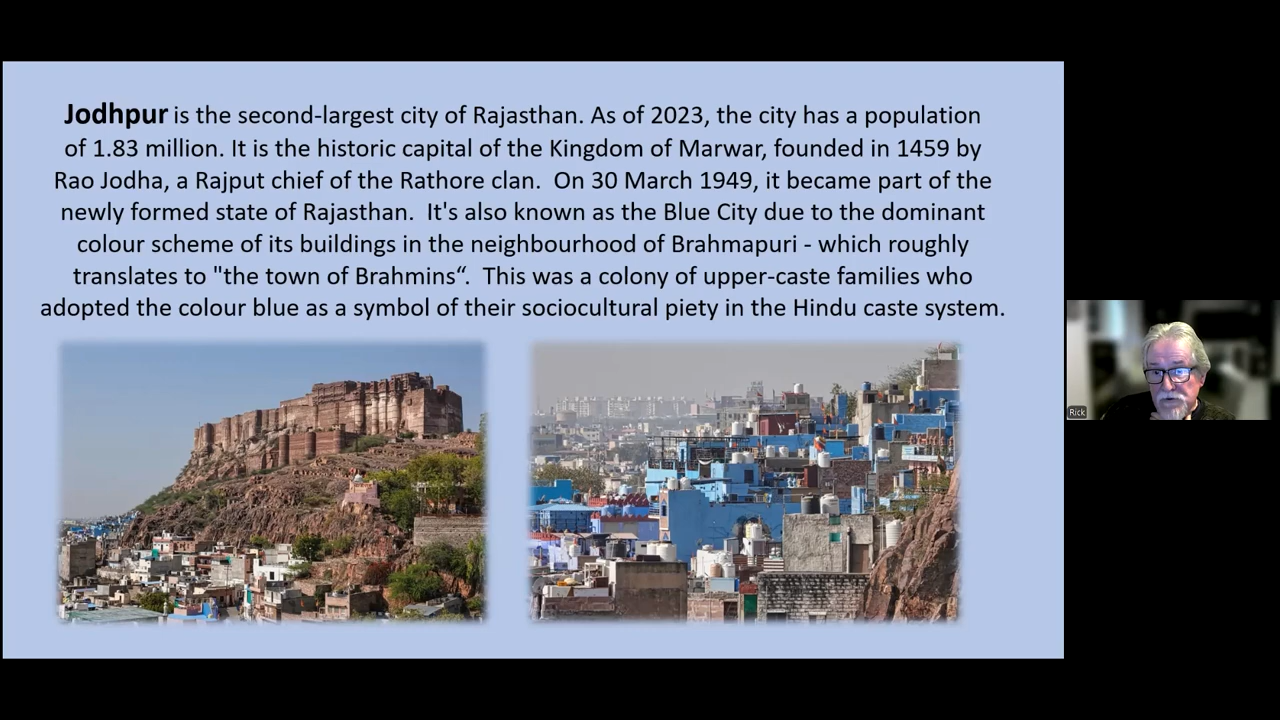 Jodhpur is the second-largest city of Rajasthan. As of 2023, the city has a population
of 1.83 million. It is the historic capital of the Kingdom of Marwar, founded in 1459 by
Rao Jodha, a Rajput chief of the Rathore clan.  On 30 March 1949, it became part of the
newly formed state of Rajasthan.  It's also known as the Blue City due to the dominant
colour scheme of its buildings in the neighbourhood of Brahmapuri - which roughly
translates to "the town of Brahmins“.  This was a colony of upper-caste families who
adopted the colour blue as a symbol of their sociocultural piety in the Hindu caste system.
Rick